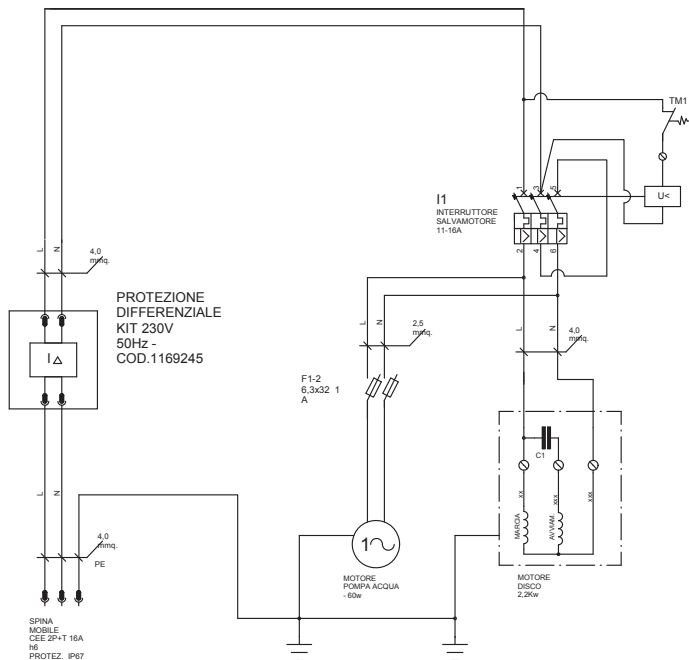 TM1
U<
1
3
5
I1
INTERRUTTORE
SALVAMOTORE
11-16A
2
4
6
L
N
4,0
mmq.
PROTEZIONE
DIFFERENZIALE
KIT 230V
50Hz -
COD.1169245
I△
L
N
2,5
mmq.
L
N
4,0
mmq.
F1-2
6,3x32 1
A
C1
xx
xxx
xxx
MARCIA
AVVIAM.
L
N
4,0
mmq.
PE
1
MOTORE
POMPA ACQUA
- 60w
MOTORE
DISCO
2,2Kw
SPINA
MOBILE
CEE 2P+T 16A
h6
PROTEZ. IP67